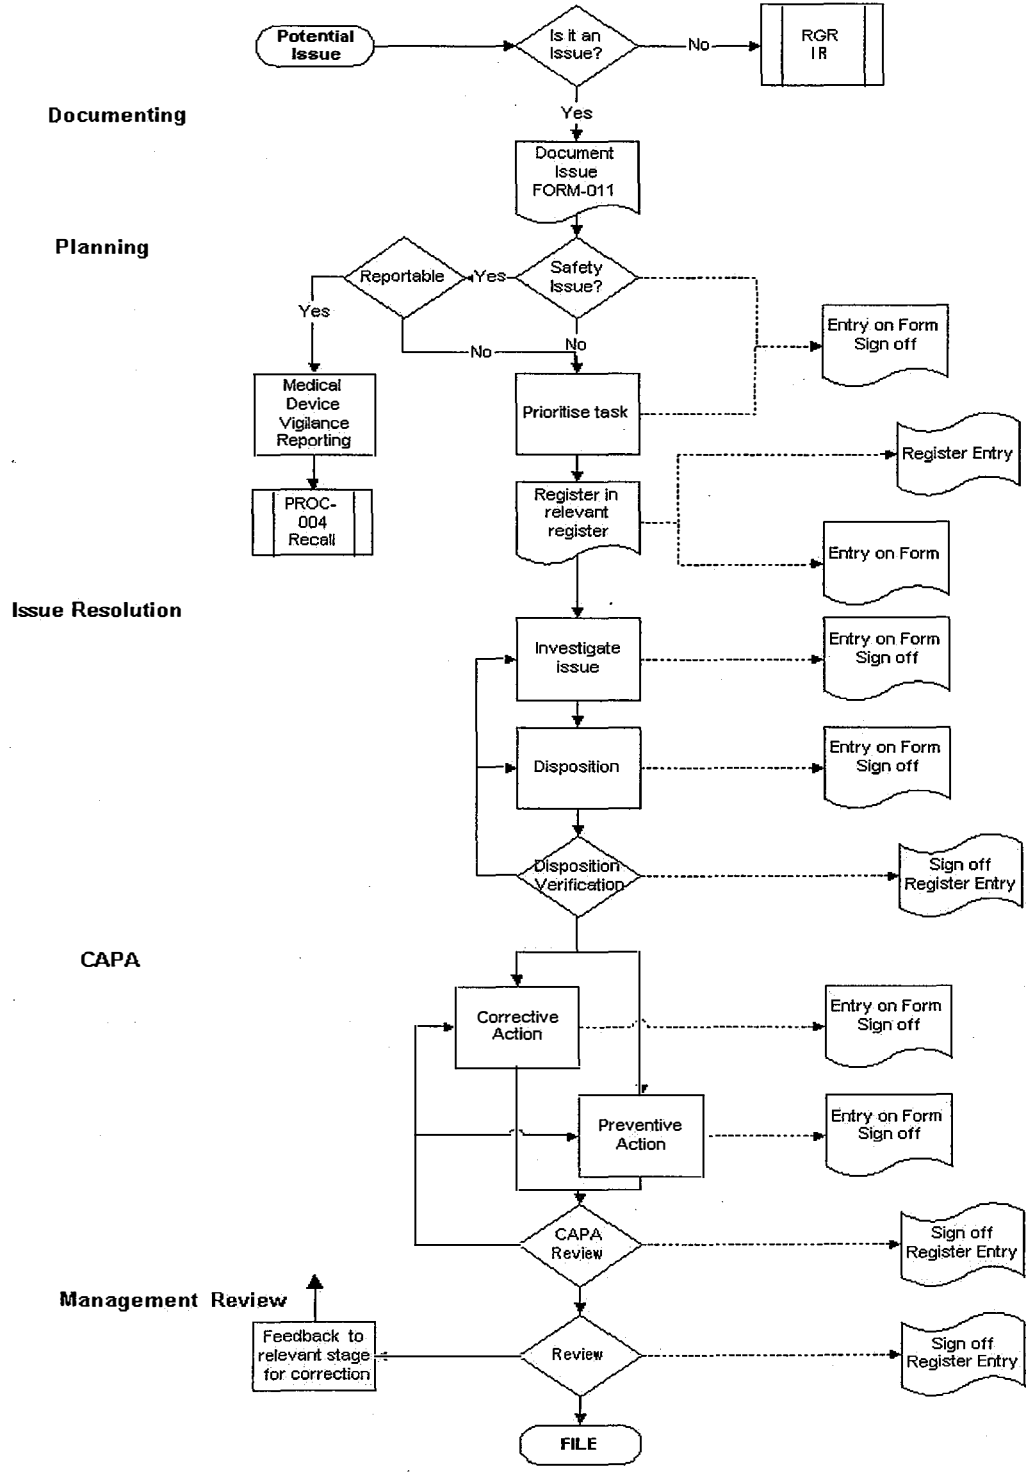 Potential
Issue
Is it an
Issue?
No
RGR
IR
Yes
Documenting
Document
Issue
FORM-011
Planning
Reportable
Yes
Safety
Issue?
Yes
No
No
Entry on Form
Sign off
Medical
Device
Vigilance
Reporting
Prioritise task
Register Entry
PROC-
004
Recall
Register in
relevant
register
Entry on Form
Issue Resolution
Investigate
issue
Entry on Form
Sign off
Disposition
Entry on Form
Sign off
Disposition
Verification
Sign off
Register Entry
CAPA
Corrective
Action
Entry on Form
Sign off
Preventive
Action
Entry on Form
Sign off
CAPA
Review
Sign off
Register Entry
Management Review
Feedback to
relevant stage
for correction
Review
Sign off
Register Entry
FILE